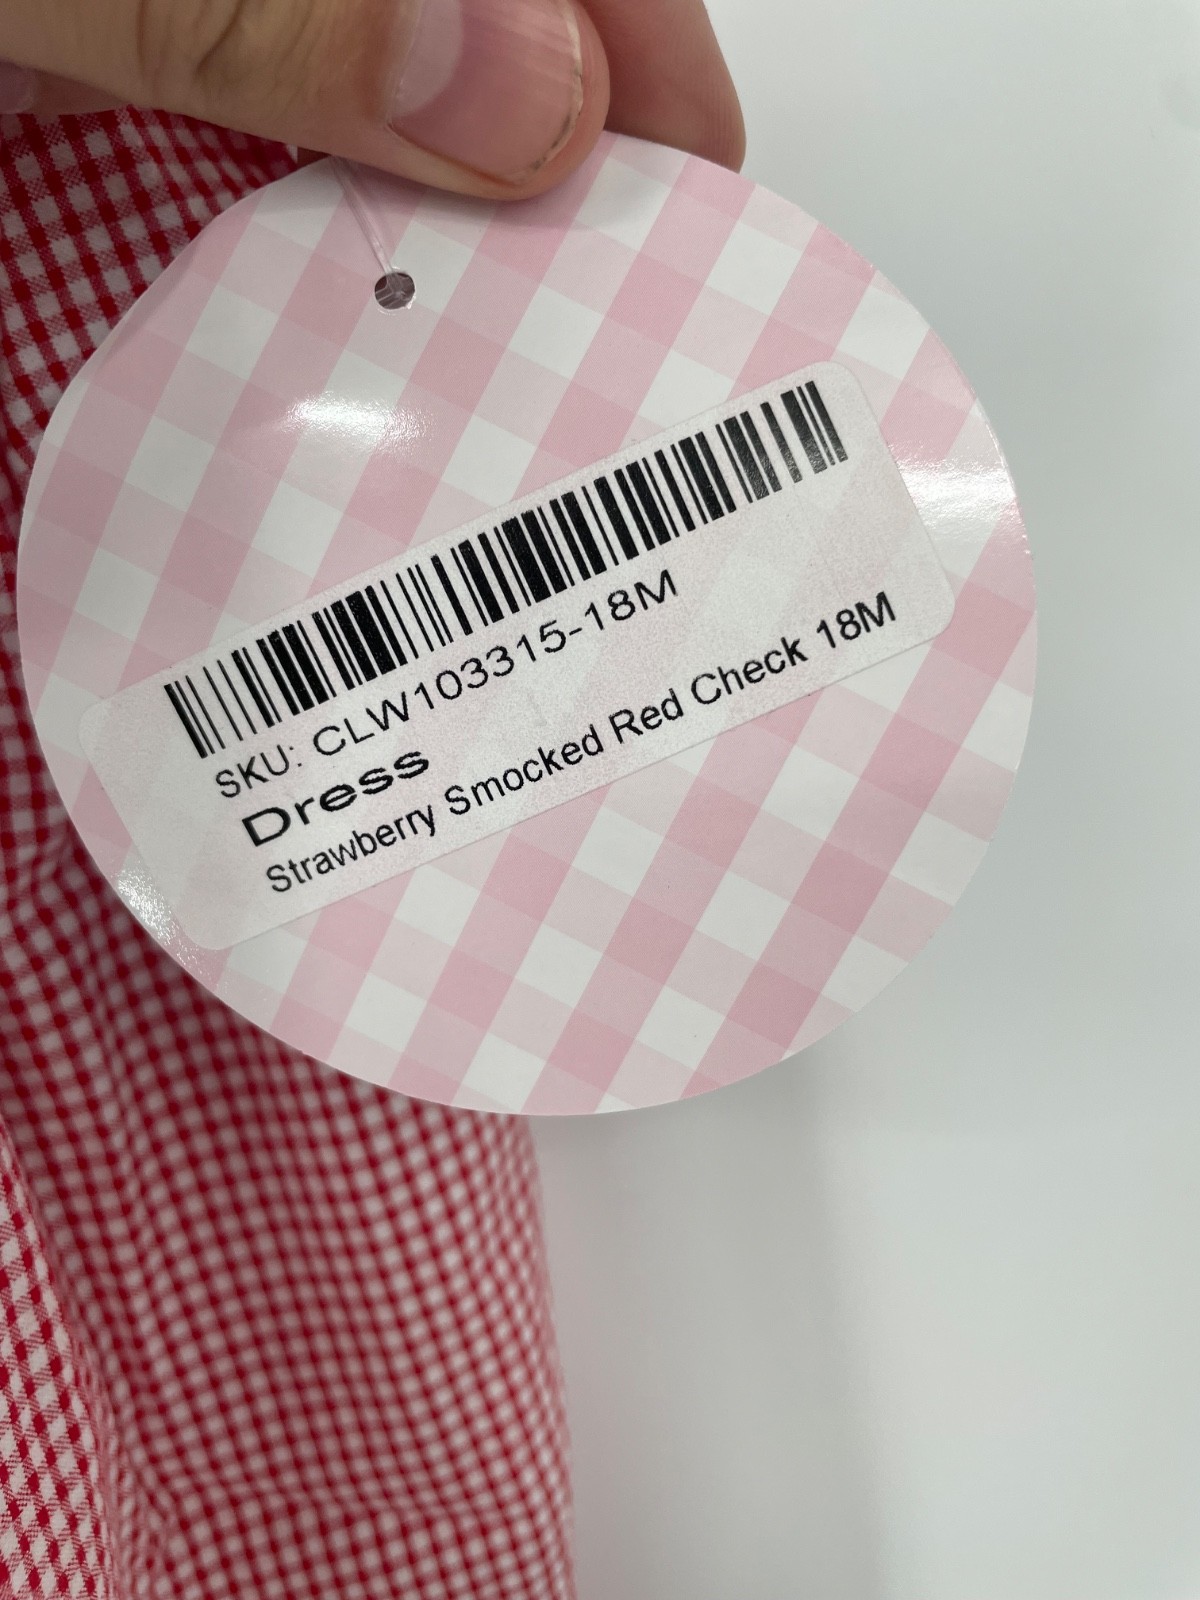 SKU: CLW103315-18M
Dress
Strawberry Smocked Red Check 18M